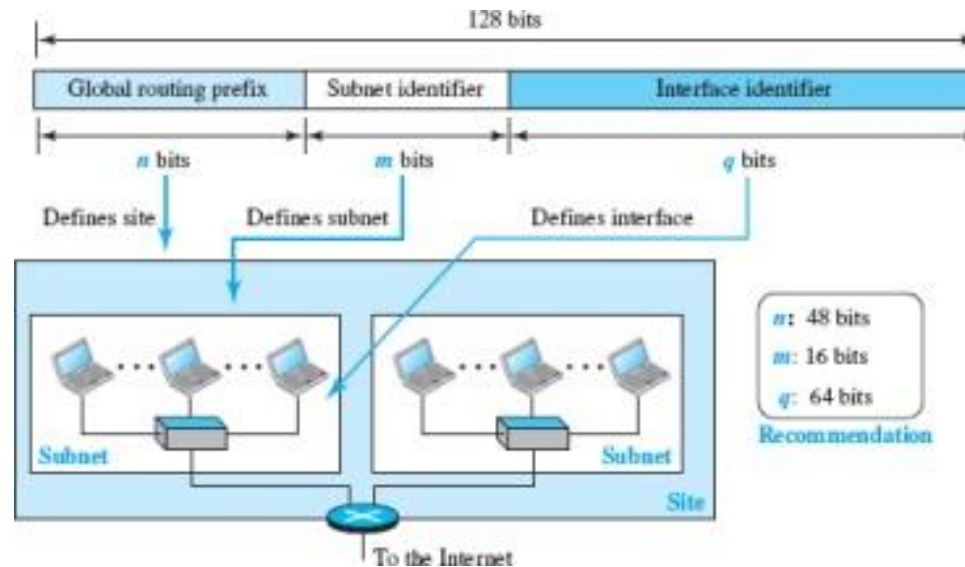 128 bits
Global routing prefix Subnet identifier Interface identifier
n bits m bits q bits
Defines site Defines subnet Defines interface
n: 48 bits
m: 16 bits
q: 64 bits
Recommendation
Subnet Subnet
Site
To the Internet